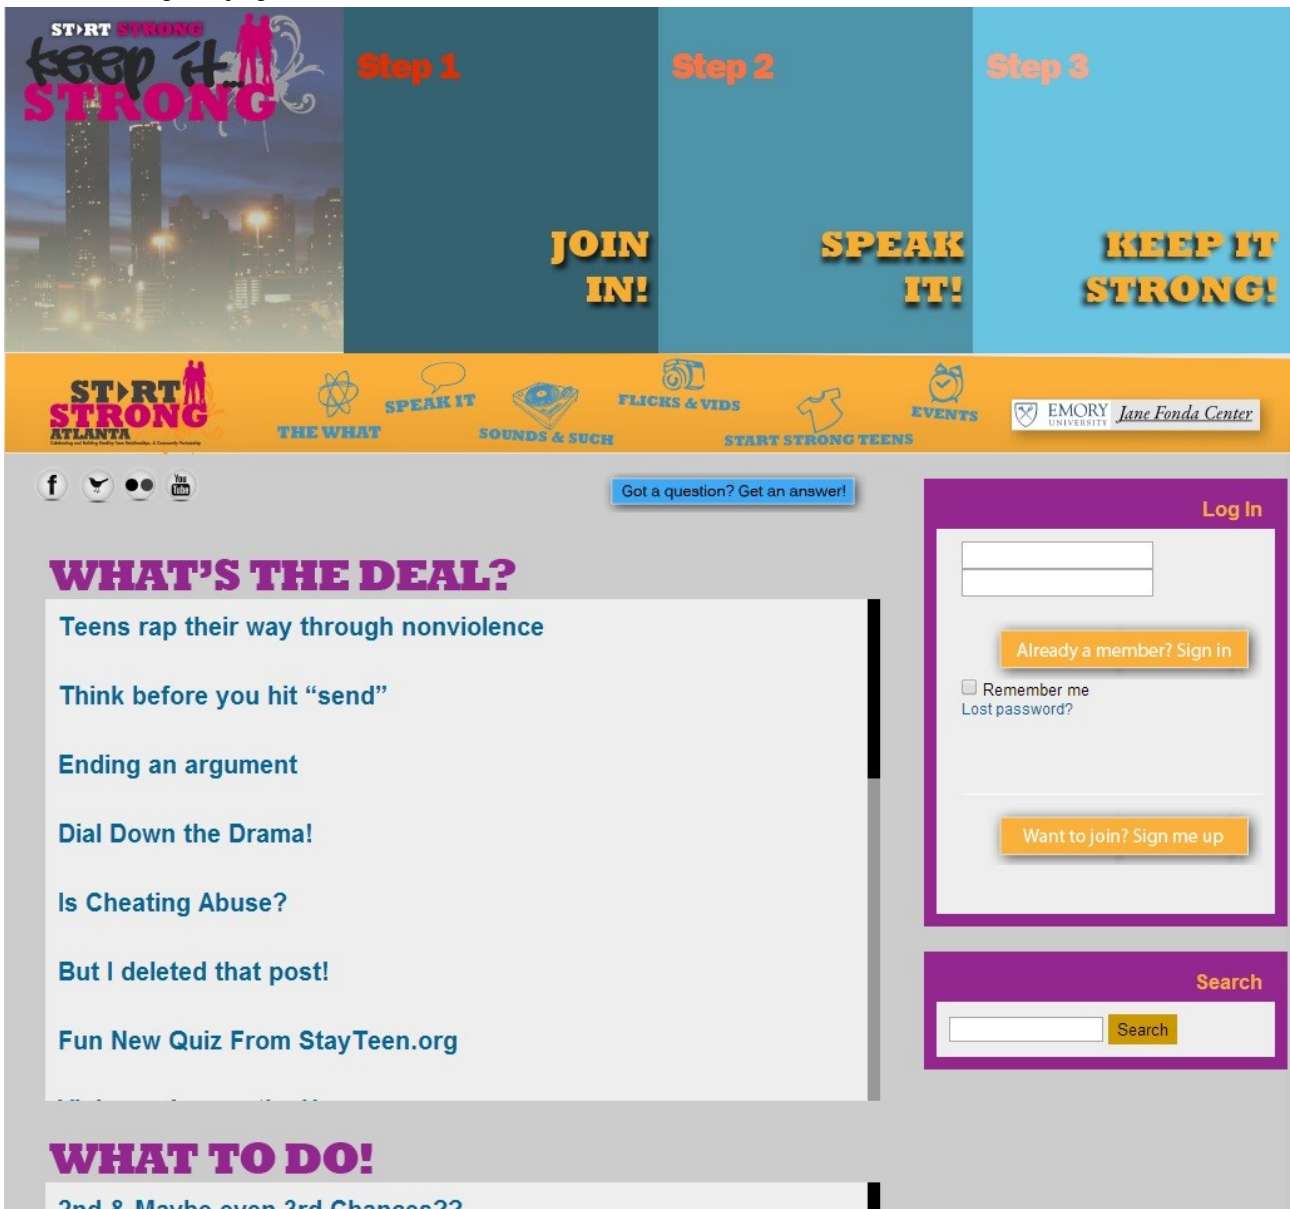 START STRONG
keep it...
STRONG
Step 1
JOIN
IN!
Step 2
SPEAK
IT!
Step 3
KEEP IT
STRONG!
START
STRONG
ATLANTA
THE WHAT
SPEAK IT
SOUNDS & SUCH
FLICKS & VIDS
START STRONG TEENS
EVENTS
EMORY
UNIVERSITY
Jane Fonda Center
f
You
Tube
Got a question? Get an answer!
WHAT'S THE DEAL?
Teens rap their way through nonviolence
Think before you hit “send”
Ending an argument
Dial Down the Drama!
Is Cheating Abuse?
But I deleted that post!
Fun New Quiz From StayTeen.org
WHAT TO DO!
2nd & Maybe even 3rd Chances??
Log In
Already a member? Sign in
Remember me
Lost password?
Want to join? Sign me up
Search
Search